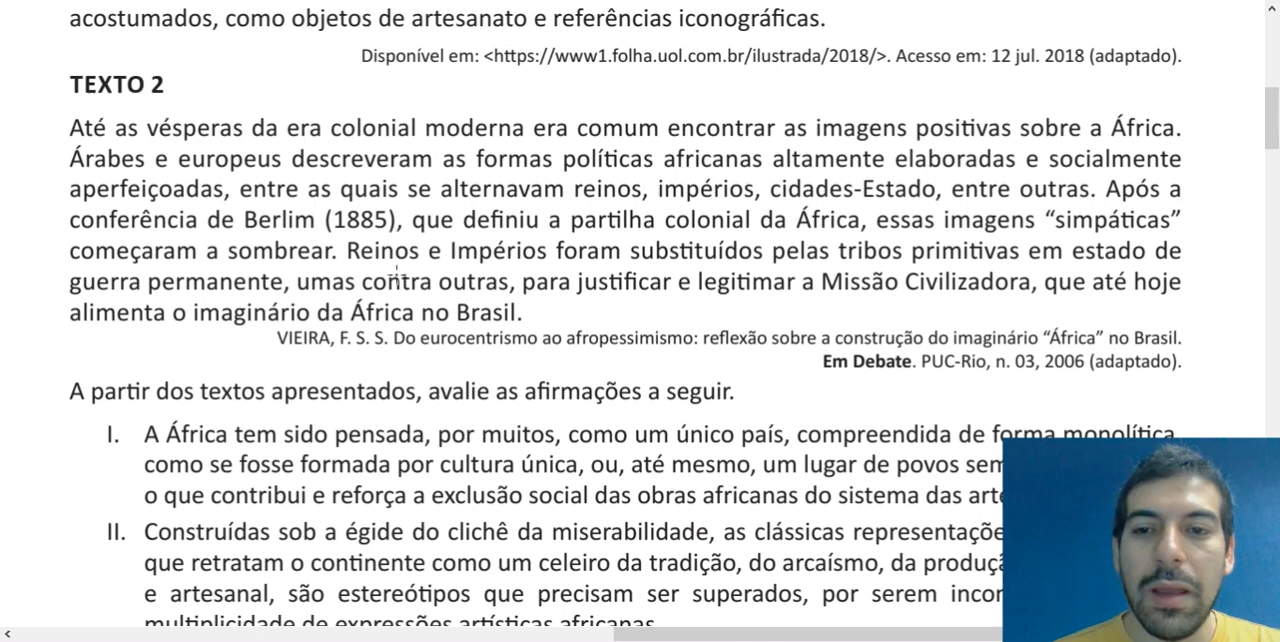 acostumados, como objetos de artesanato e referências iconográficas.
Disponível em: <https://www1.folha.uol.com.br/ilustrada/2018/>. Acesso em: 12 jul. 2018 (adaptado).
TEXTO 2
Até as vésperas da era colonial moderna era comum encontrar as imagens positivas sobre a África.
Árabes e europeus descreveram as formas políticas africanas altamente elaboradas e socialmente
aperfeiçoadas, entre as quais se alternavam reinos, impérios, cidades-Estado, entre outras. Após a
conferência de Berlim (1885), que definiu a partilha colonial da África, essas imagens “simpáticas”
começaram a sombrear. Reinos e Impérios foram substituídos pelas tribos primitivas em estado de
guerra permanente, umas contra outras, para justificar e legitimar a Missão Civilizadora, que até hoje
alimenta o imaginário da África no Brasil.
VIEIRA, F. S. S. Do eurocentrismo ao afropessimismo: reflexão sobre a construção do imaginário “África” no Brasil.
Em Debate. PUC-Rio, n. 03, 2006 (adaptado).
A partir dos textos apresentados, avalie as afirmações a seguir.
I. A África tem sido pensada, por muitos, como um único país, compreendida de forma monolítica,
como se fosse formada por cultura única, ou, até mesmo, um lugar de povos sem
o que contribui e reforça a exclusão social das obras africanas do sistema das
II. Construídas sob a égide do clichê da miserabilidade, as clássicas
que retratam o continente como um celeiro da tradição, do arcaísmo, da
e artesanal, são estereótipos que precisam ser superados, por serem
multiplicidade de expressões artísticas africanas.